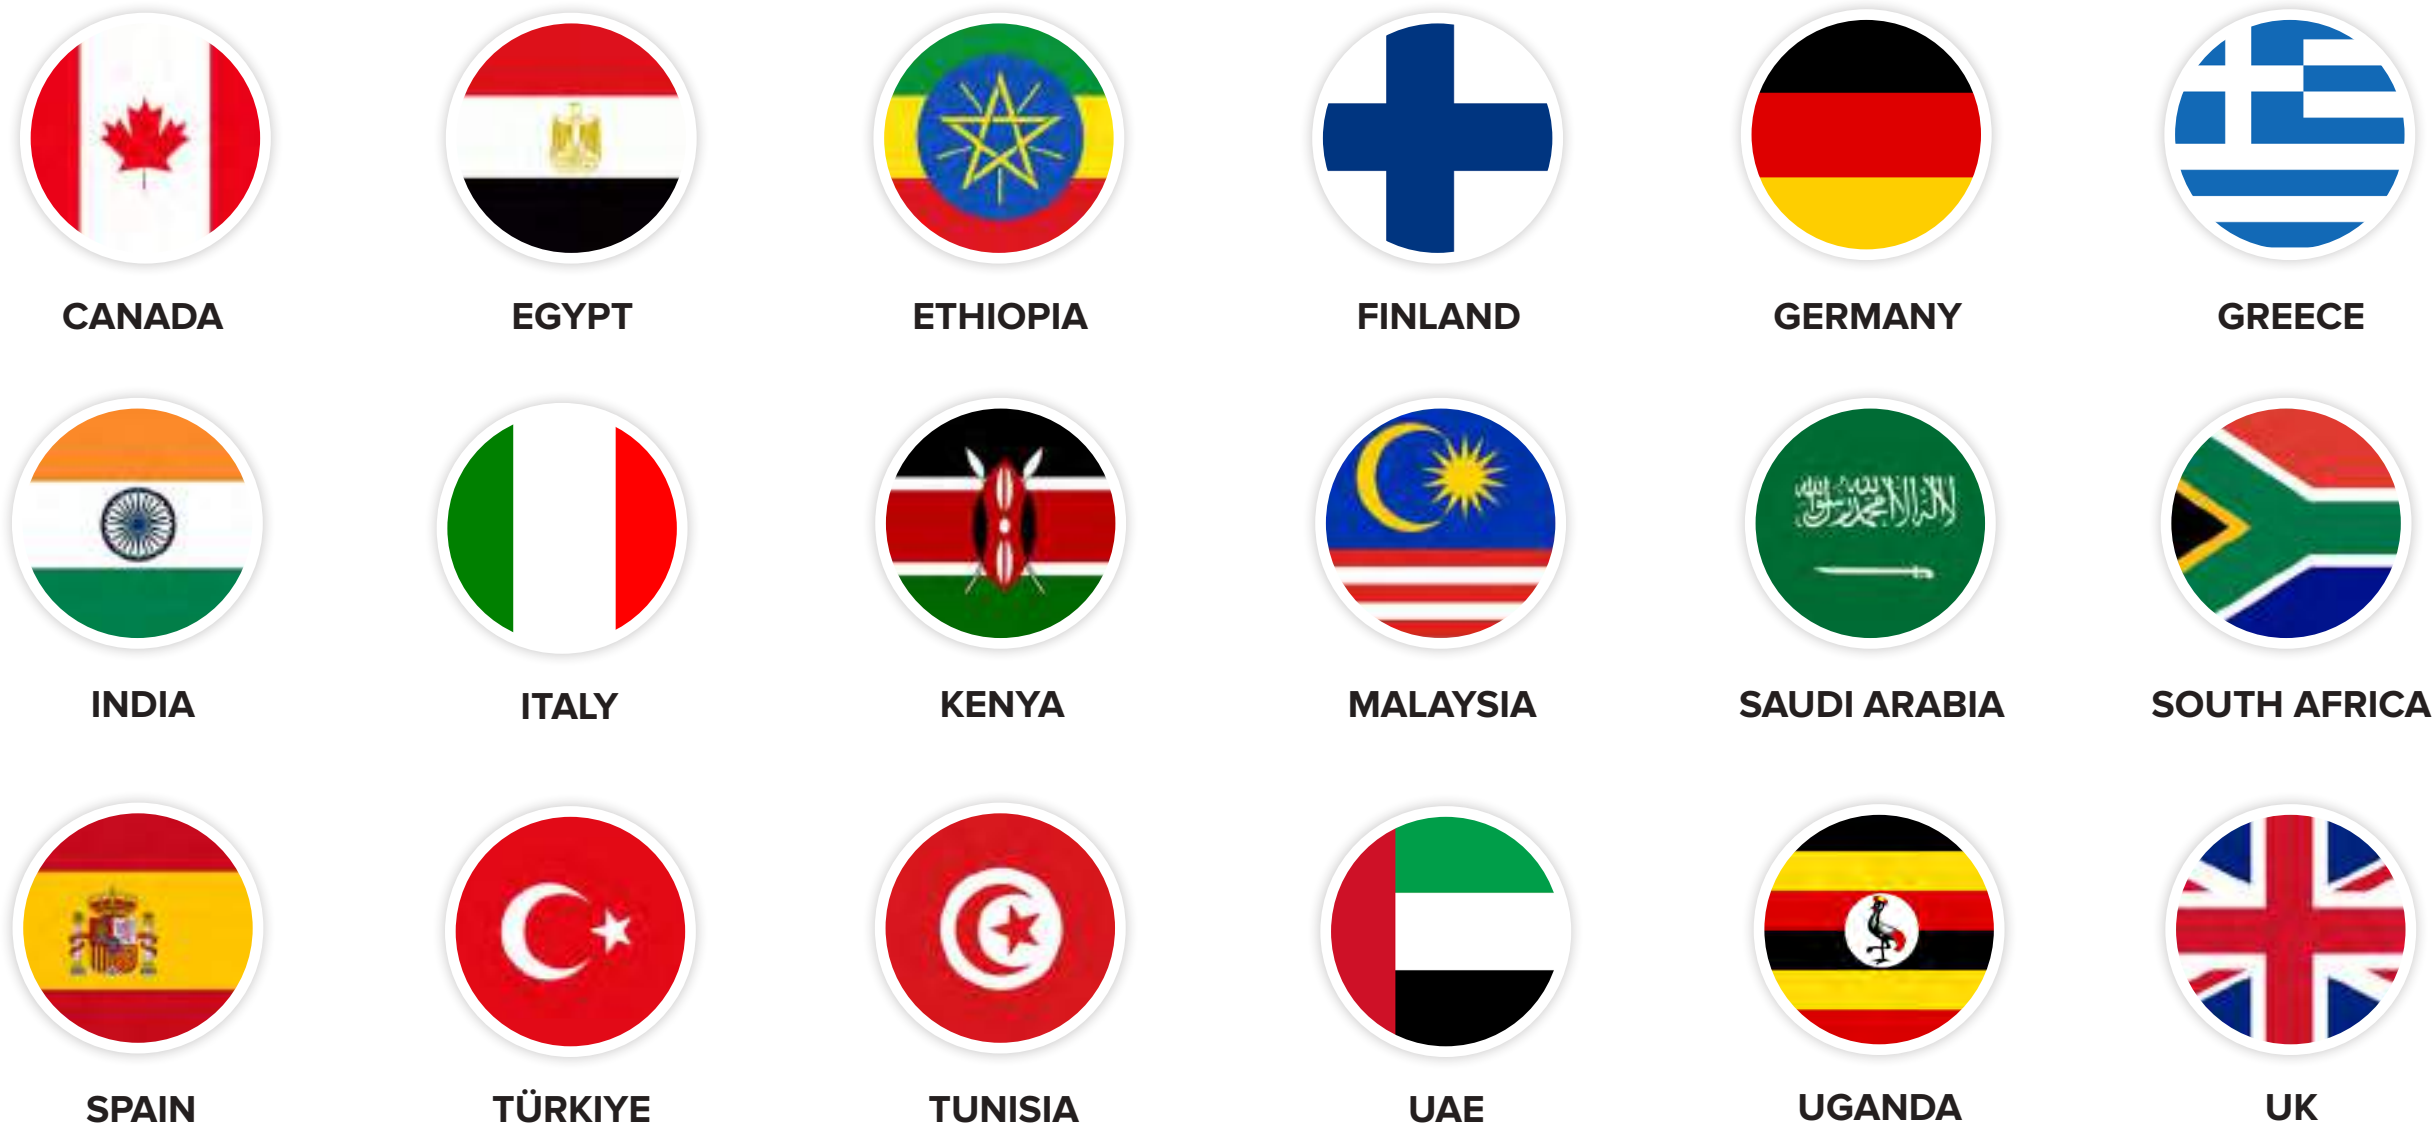 CANADA
EGYPT
ETHIOPIA
FINLAND
GERMANY
GREECE
INDIA
ITALY
KENYA
MALAYSIA
SAUDI ARABIA
SOUTH AFRICA
SPAIN
TÜRKIYE
TUNISIA
UAE
UGANDA
UK